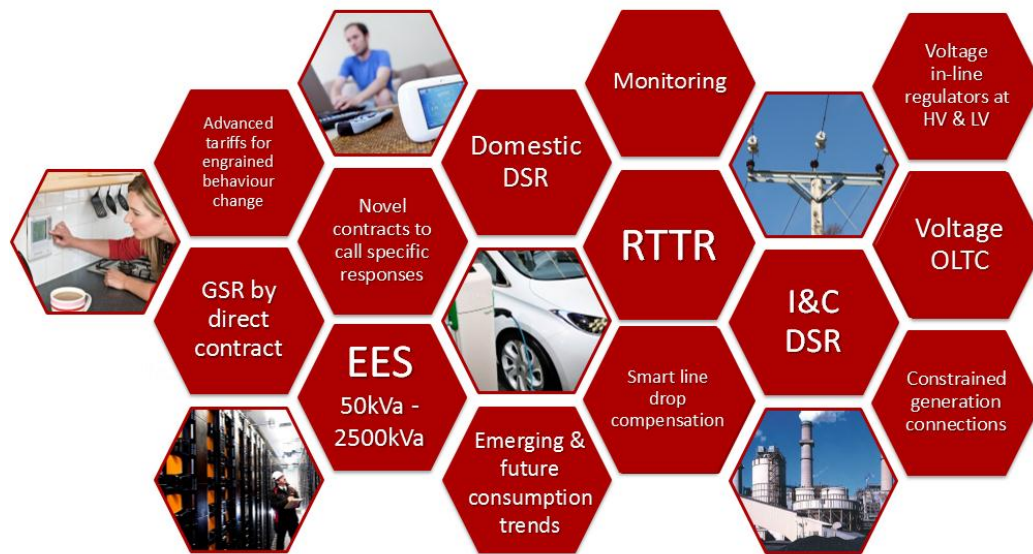 Advanced
tariffs for
engrained
behaviour
change
GSR by
direct
contract
Novel
contracts to
call specific
responses
EES
50kVa -
2500kVa
Domestic
DSR
Emerging &
future
consumption
trends
Monitoring
RTTR
Smart line
drop
compensation
I&C
DSR
Voltage
in-line
regulators at
HV & LV
Voltage
OLTC
Constrained
generation
connections